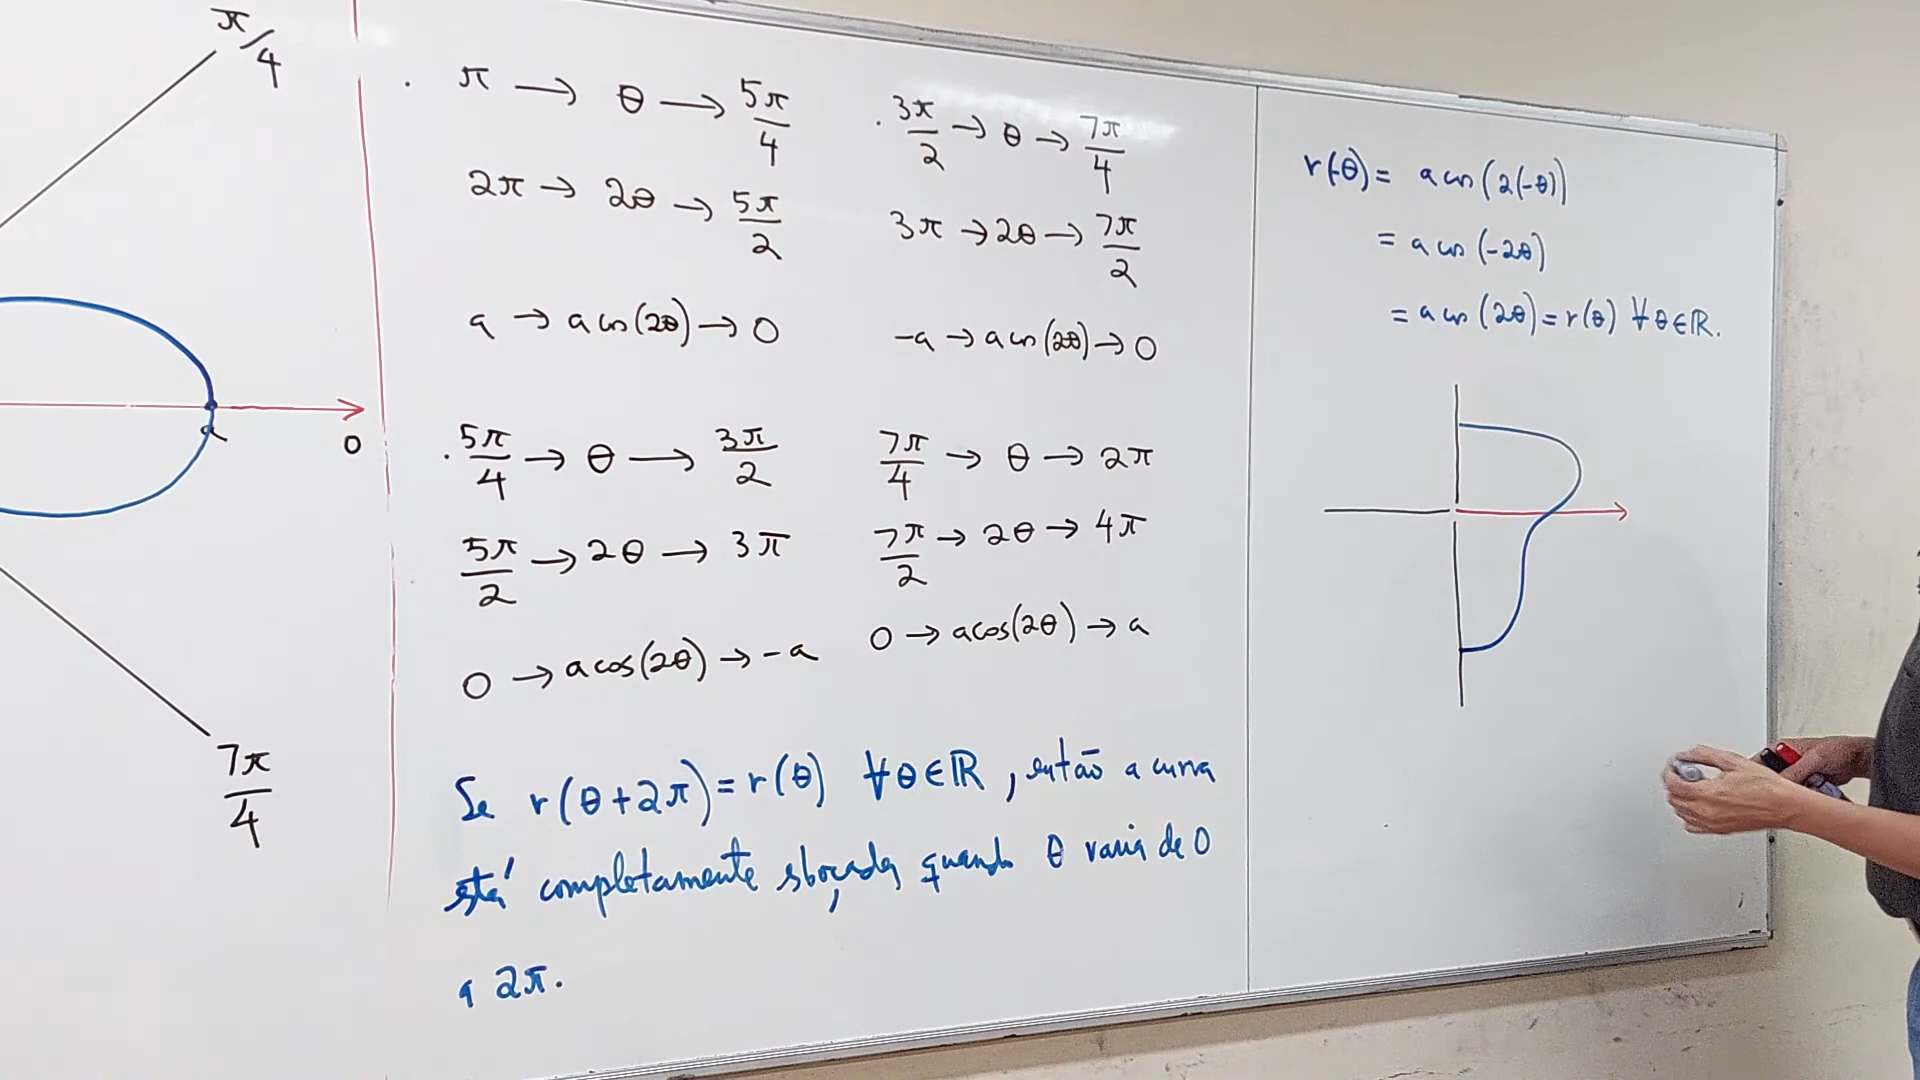 π/4
a
0
7π/4
. π → θ → 5π/4
2π → 2θ → 5π/2
a → a cos(2θ) → 0
. 5π/4 → θ → 3π/2
5π/2 → 2θ → 3π
0 → a cos(2θ) → -a
. 3π/2 → θ → 7π/4
3π → 2θ → 7π/2
-a → a cos(2θ) → 0
7π/4 → θ → 2π
7π/2 → 2θ → 4π
0 → a cos(2θ) → a
Se r(θ+2π) = r(θ) ∀θ∈ℝ, então a curva
está completamente esboçada quando θ varia de 0
a 2π.
r(-θ) = a cos(2(-θ))
= a cos(-2θ)
= a cos(2θ) = r(θ) ∀θ∈ℝ.